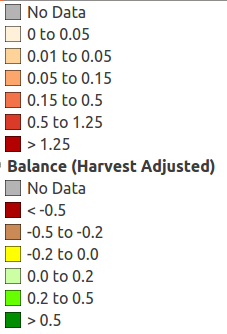 No Data
0 to 0.05
0.01 to 0.05
0.05 to 0.15
0.15 to 0.5
0.5 to 1.25
> 1.25
Balance (Harvest Adjusted)
No Data
< -0.5
-0.5 to -0.2
-0.2 to 0.0
0.0 to 0.2
0.2 to 0.5
> 0.5